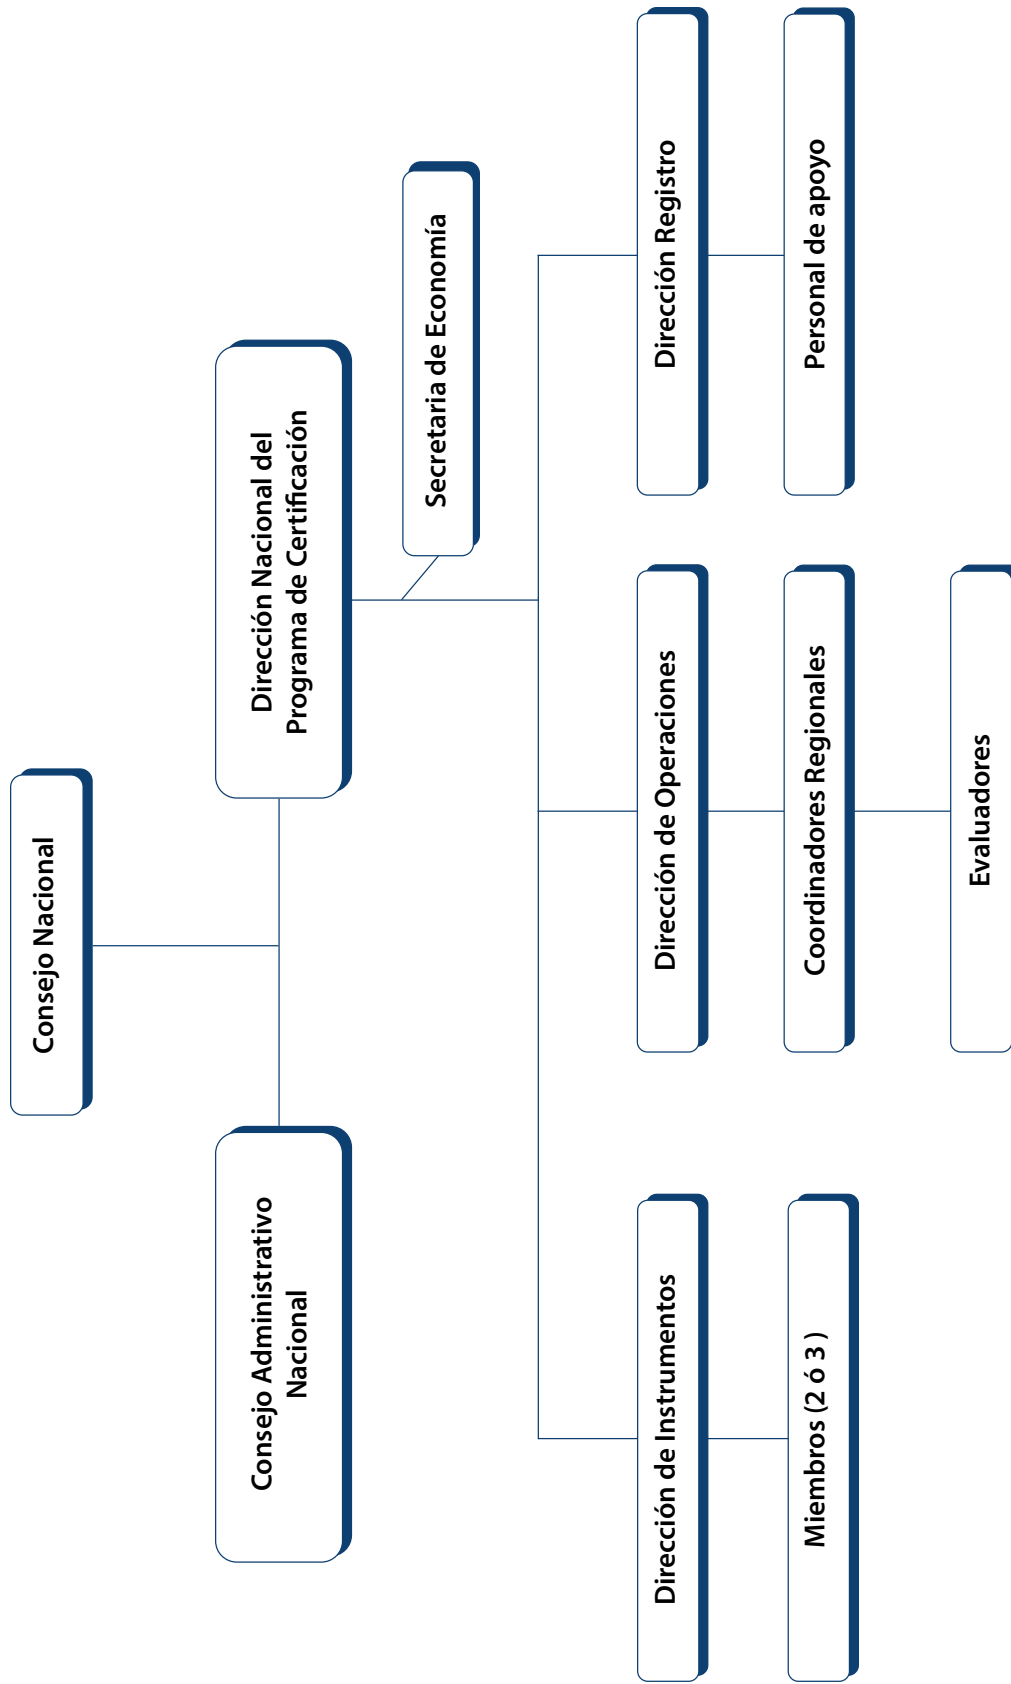 Consejo Nacional
Consejo Administrativo
Nacional
Dirección Nacional del
Programa de Certificación
Secretaria de Economía
Dirección de Instrumentos
Dirección de Operaciones
Dirección Registro
Miembros (2 ó 3 )
Coordinadores Regionales
Personal de apoyo
Evaluadores